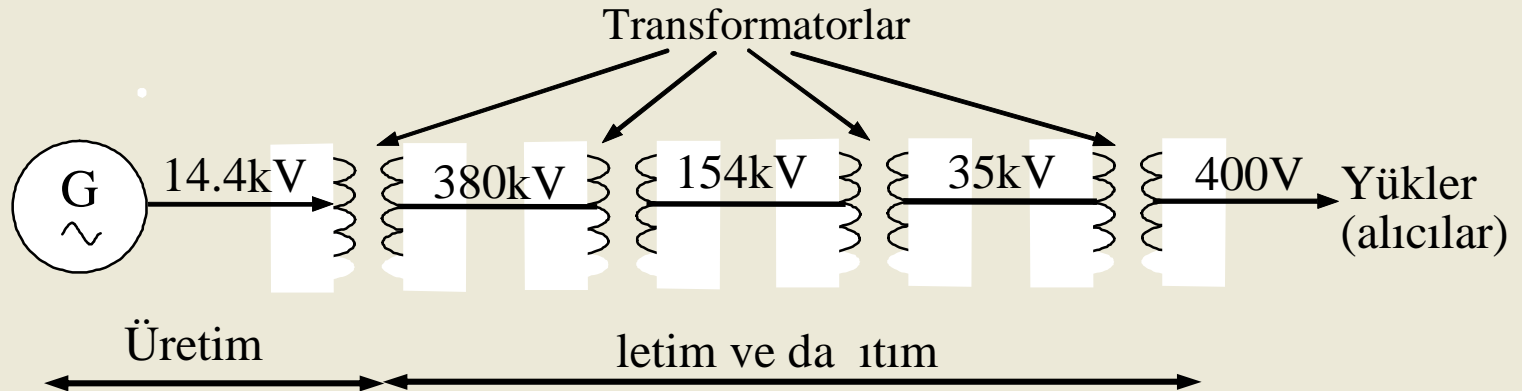 Transformatorlar
G
14.4kV
380kV
154kV
35kV
400V
Yükler
(alıcılar)
Üretim
letim ve da ıtım